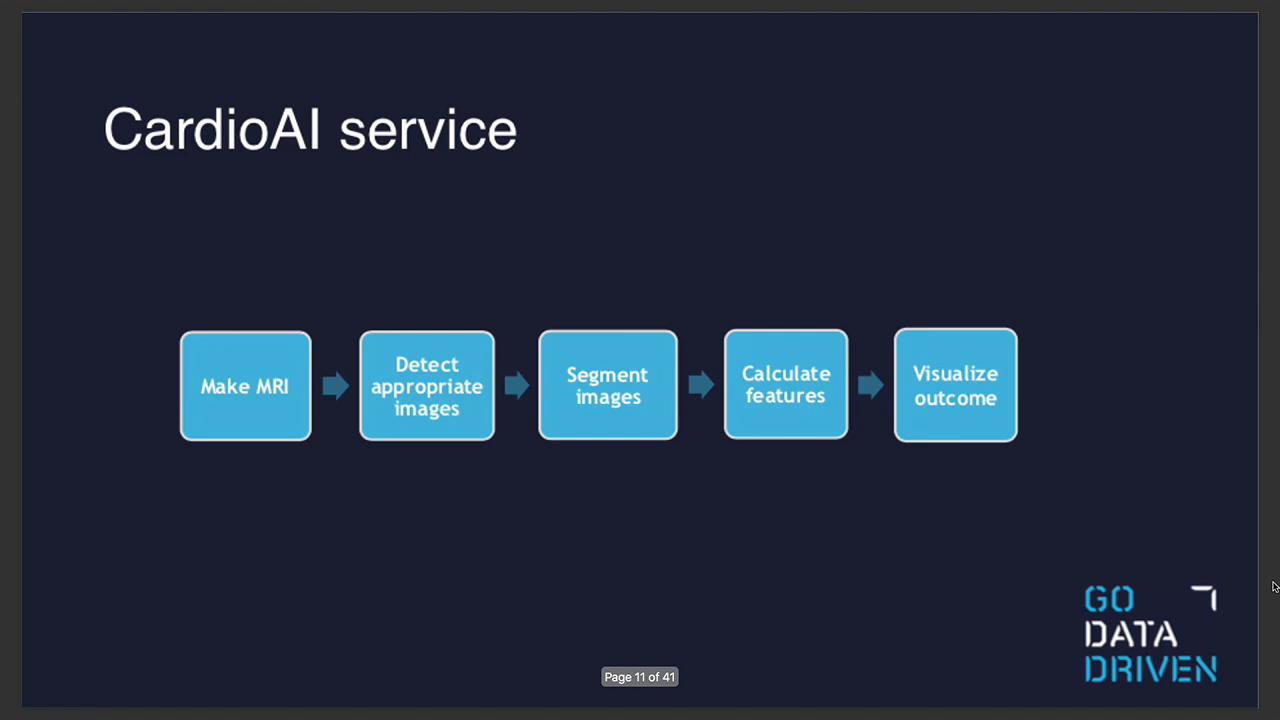 CardioAI service
Make MRI
Detect
appropriate
images
Segment
images
Calculate
features
Visualize
outcome
GO
DATA
DRIVEN
Page 11 of 41